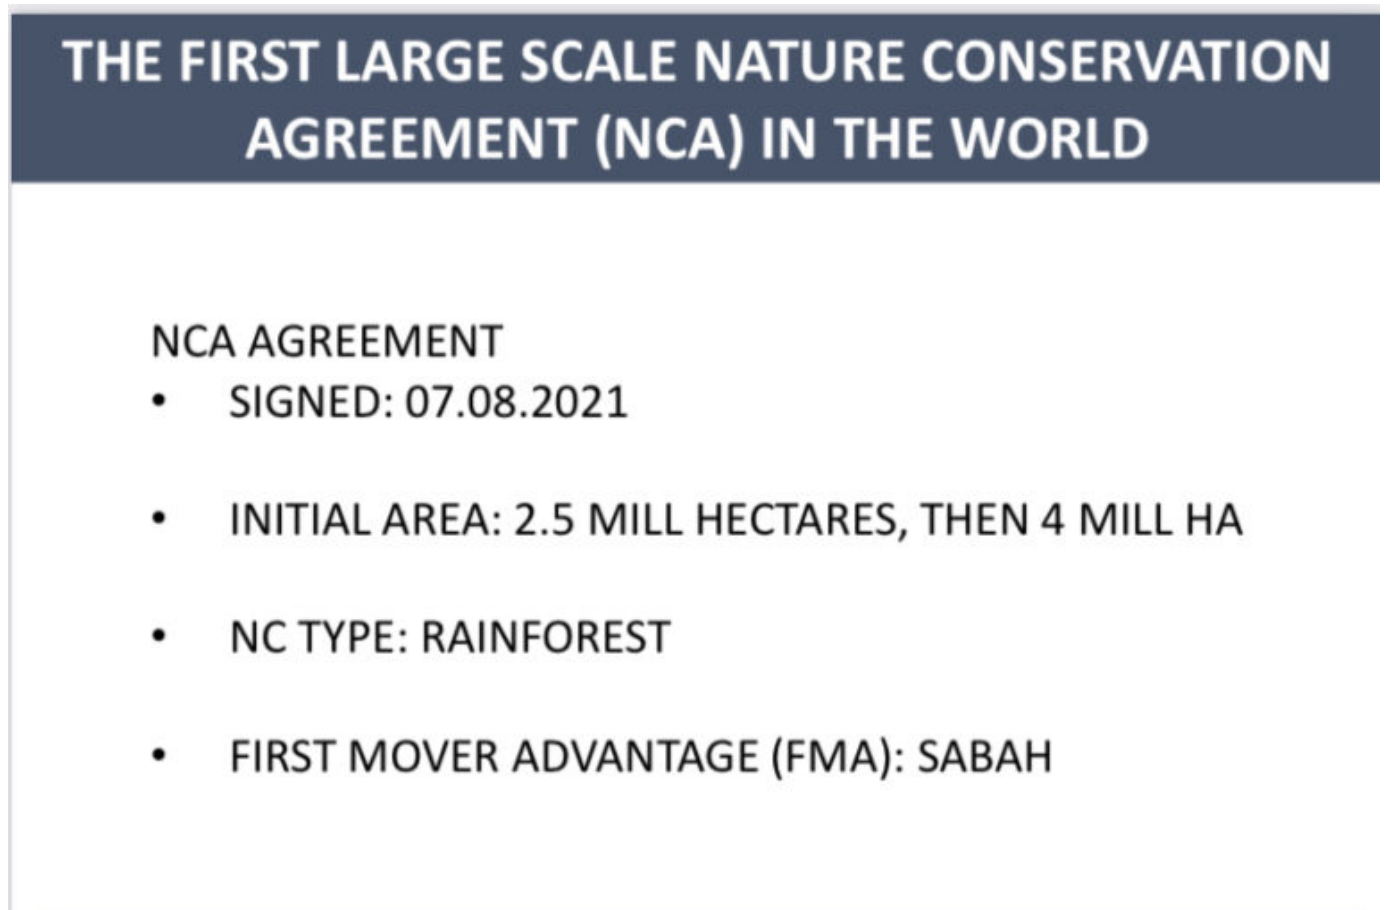 THE FIRST LARGE SCALE NATURE CONSERVATION
AGREEMENT (NCA) IN THE WORLD
NCA AGREEMENT
• SIGNED: 07.08.2021
• INITIAL AREA: 2.5 MILL HECTARES, THEN 4 MILL HA
• NC TYPE: RAINFOREST
• FIRST MOVER ADVANTAGE (FMA): SABAH